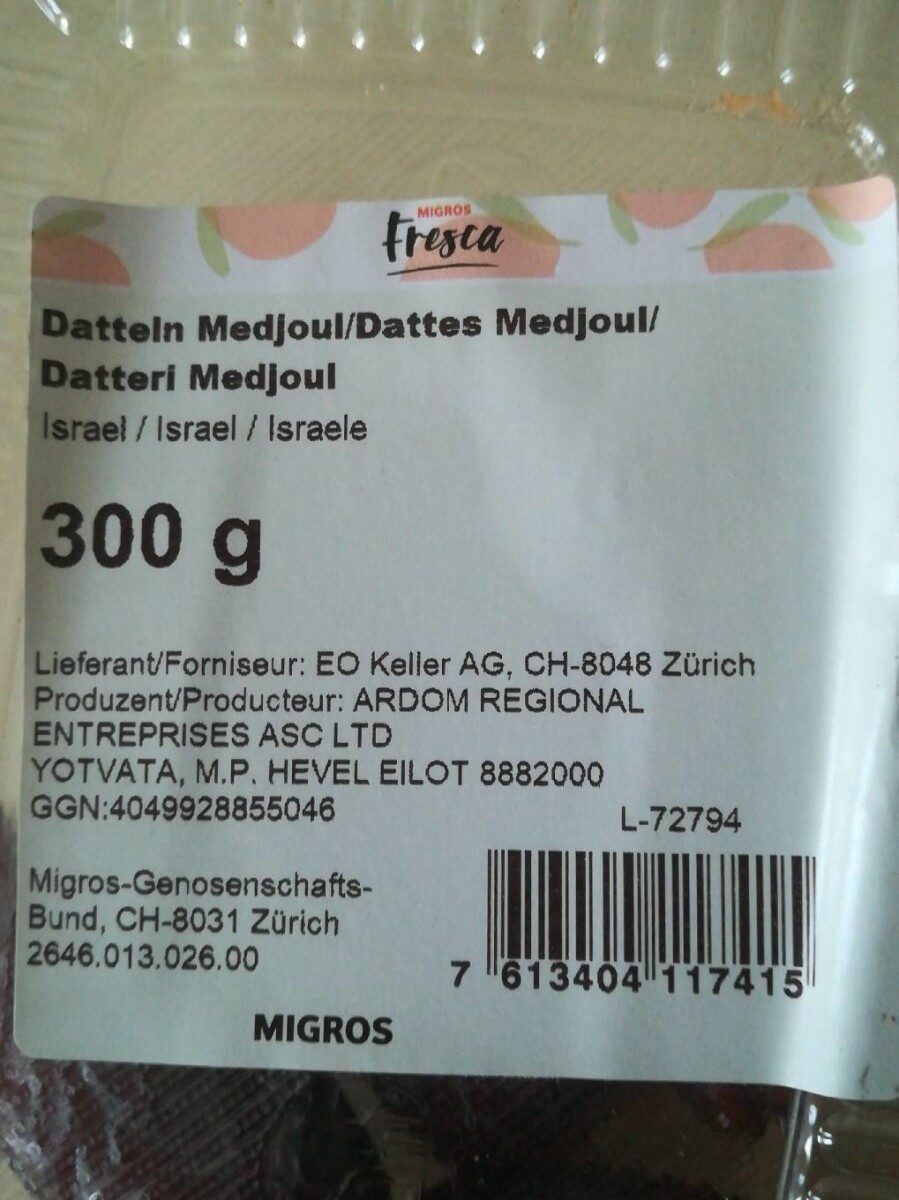 MIGROS
Fresca
Datteln Medjoul/Dattes Medjoul/
Datteri Medjoul
Israel / Israel / Israele
300 g
Lieferant/Forniseur: EO Keller AG, CH-8048 Zürich
Produzent/Producteur: ARDOM REGIONAL
ENTREPRISES ASC LTD
YOTVATA, M.P. HEVEL EILOT 8882000
GGN:4049928855046
L-72794
Migros-Genosenschafts-
Bund, CH-8031 Zürich
2646.013.026.00
7 613404 117415
MIGROS